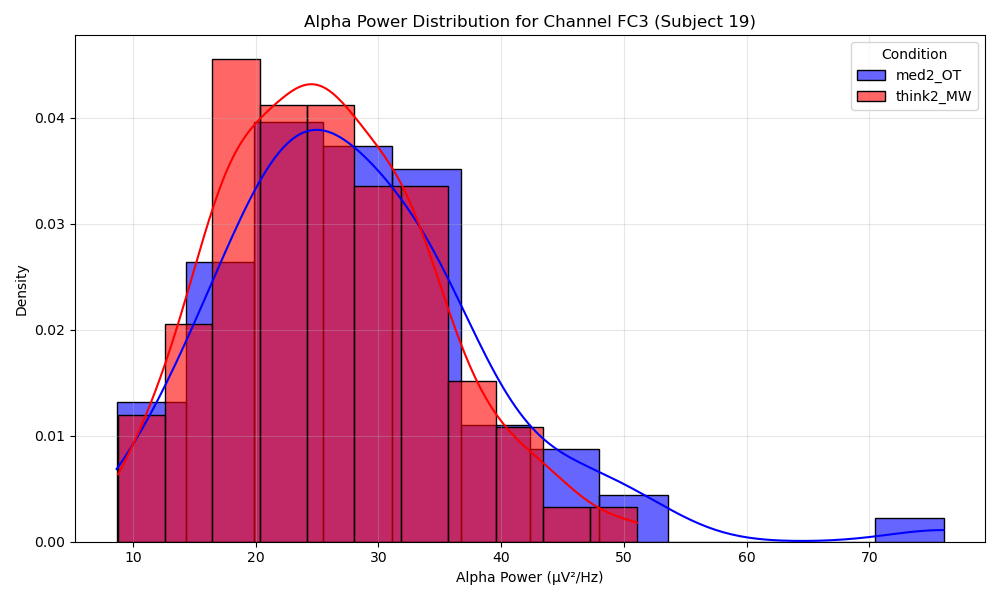 Alpha Power Distribution for Channel FC3 (Subject 19)
Condition
med2_OT
think2_MW
Density
0.04
0.03
0.02
0.01
0.00
10 20 30 40 50 60 70
Alpha Power (μV²/Hz)